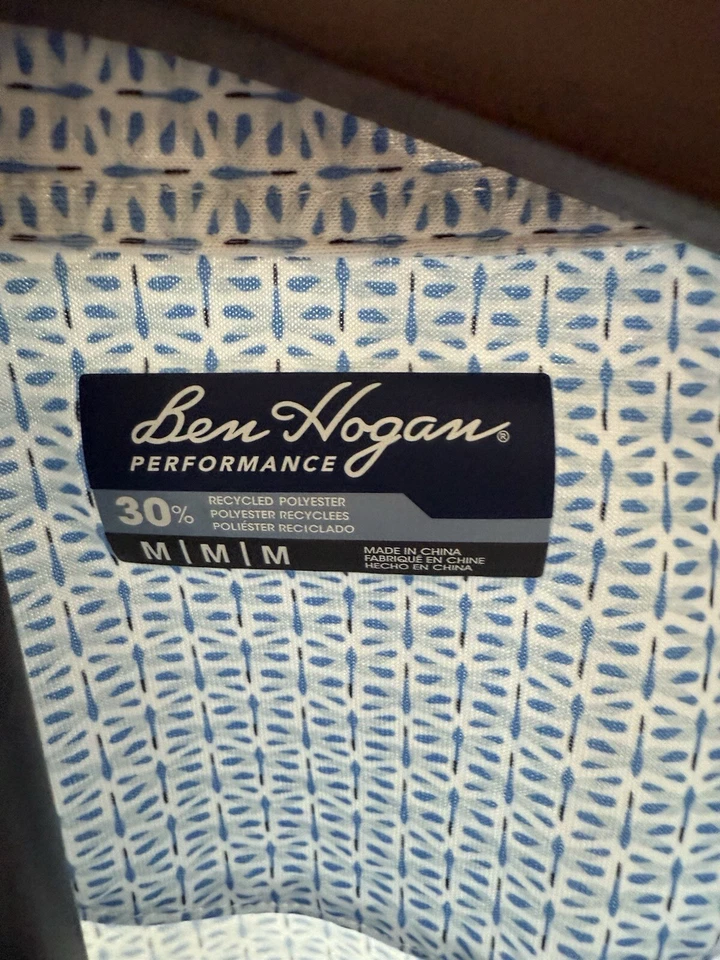 Ben Hogan®
PERFORMANCE
30%
RECYCLED POLYESTER
POLYESTER RECYCLEES
POLIÉSTER RECICLADO
M | M | M
MADE IN CHINA
FABRIQUÉ EN CHINE
HECHO EN CHINA